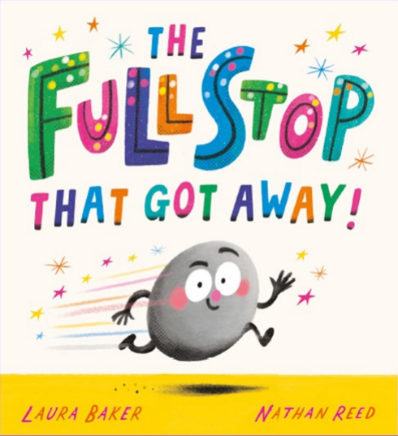 THE
FULL STOP
THAT GOT AWAY!
LAURA BAKER NATHAN REED